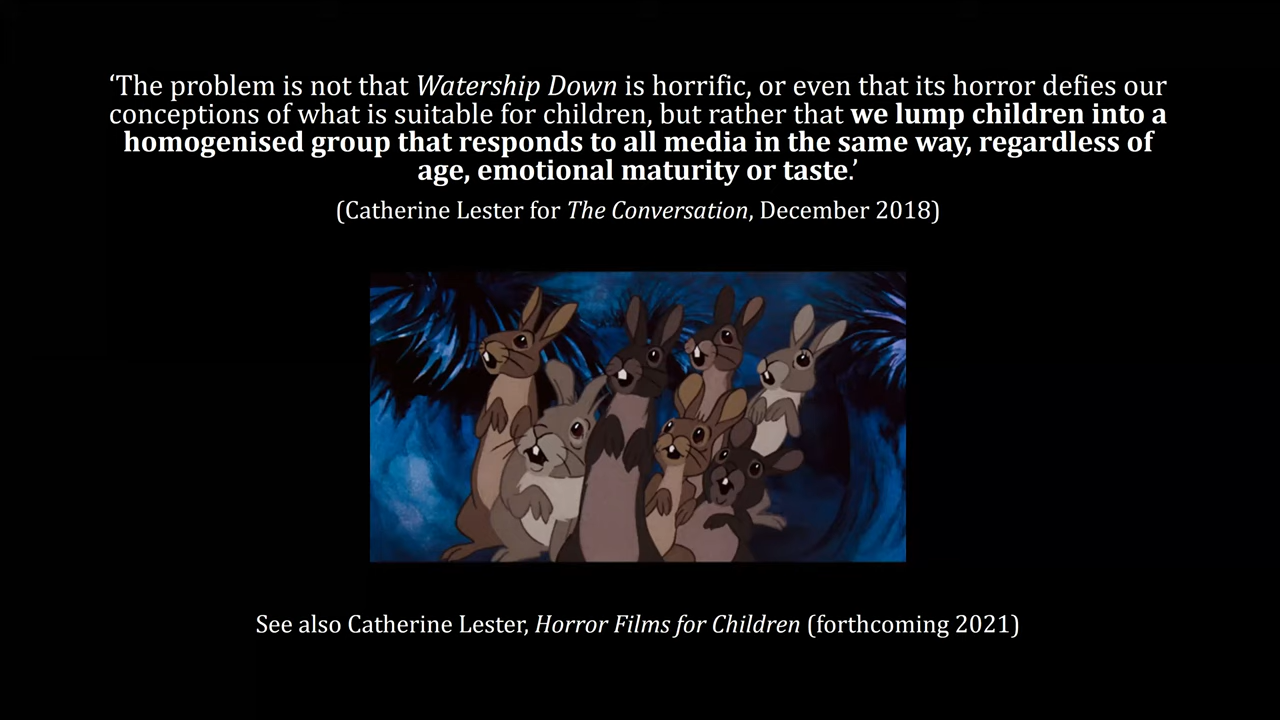 ‘The problem is not that Watership Down is horrific, or even that its horror defies our
conceptions of what is suitable for children, but rather that we lump children into a
homogenised group that responds to all media in the same way, regardless of
age, emotional maturity or taste.’
(Catherine Lester for The Conversation, December 2018)
See also Catherine Lester, Horror Films for Children (forthcoming 2021)